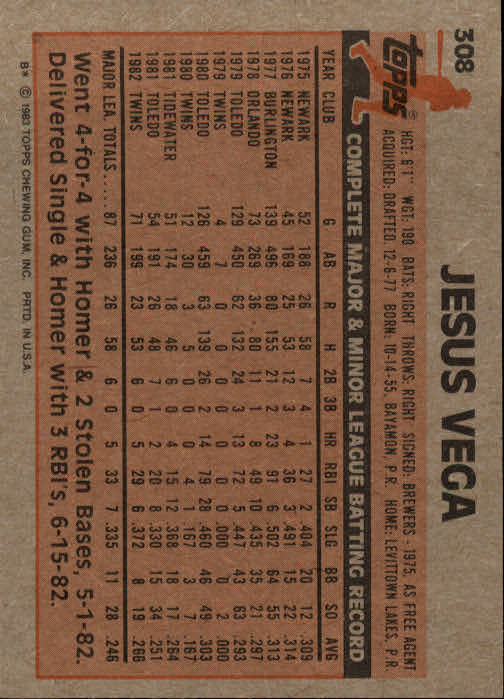 308
JESUS VEGA
TOPPS®
HGT: 6'1" WGT: 190 BATS: RIGHT THROWS: RIGHT SIGNED: BREWERS, 1975, AS FREE AGENT
ACQUIRED: DRAFTED, 12-6-77 BORN: 10-14-55, BAYAMON, P.R. HOME: LEVITTOWN LAKES, P.R.
COMPLETE MAJOR & MINOR LEAGUE BATTING RECORD
YEAR CLUB G AB R H 2B 3B HR RBI SB SLG BB SO AVG
1975 NEWARK 52 188 26 58 7 4 1 27 2 .404 20 12 .309
1976 NEWARK 45 169 25 53 12 3 4 36 3 .491 15 22 .314
1977 BURLINGTON 139 496 80 155 21 2 23 91 6 .502 64 55 .313
1978 ORLANDO 73 269 36 80 11 1 8 49 10 .435 35 21 .297
1979 TOLEDO 129 450 62 132 24 3 13 72 5 .447 43 63 .293
1979 TWINS 4 7 0 0 0 0 0 0 0 .000 0 2 .000
1980 TOLEDO 126 459 63 139 26 2 14 79 28 .460 46 49 .303
1980 TWINS 12 30 3 5 0 0 0 4 1 .167 3 7 .167
1981 TIDEWATER 51 174 18 46 6 0 4 15 12 .368 18 17 .264
1981 TOLEDO 54 191 26 48 7 1 2 20 8 .330 15 34 .251
1982 TWINS 71 199 23 53 6 0 5 29 6 .372 8 19 .266
MAJOR LEA. TOTALS ..... 87 236 26 58 6 0 5 33 7 .335 11 28 .246
Went 4-for-4 with Homer & 2 Stolen Bases, 5-1-82.
Delivered Single & Homer with 3 RBI's, 6-15-82.
B* © 1983 TOPPS CHEWING GUM, INC. PRTD. IN U.S.A.